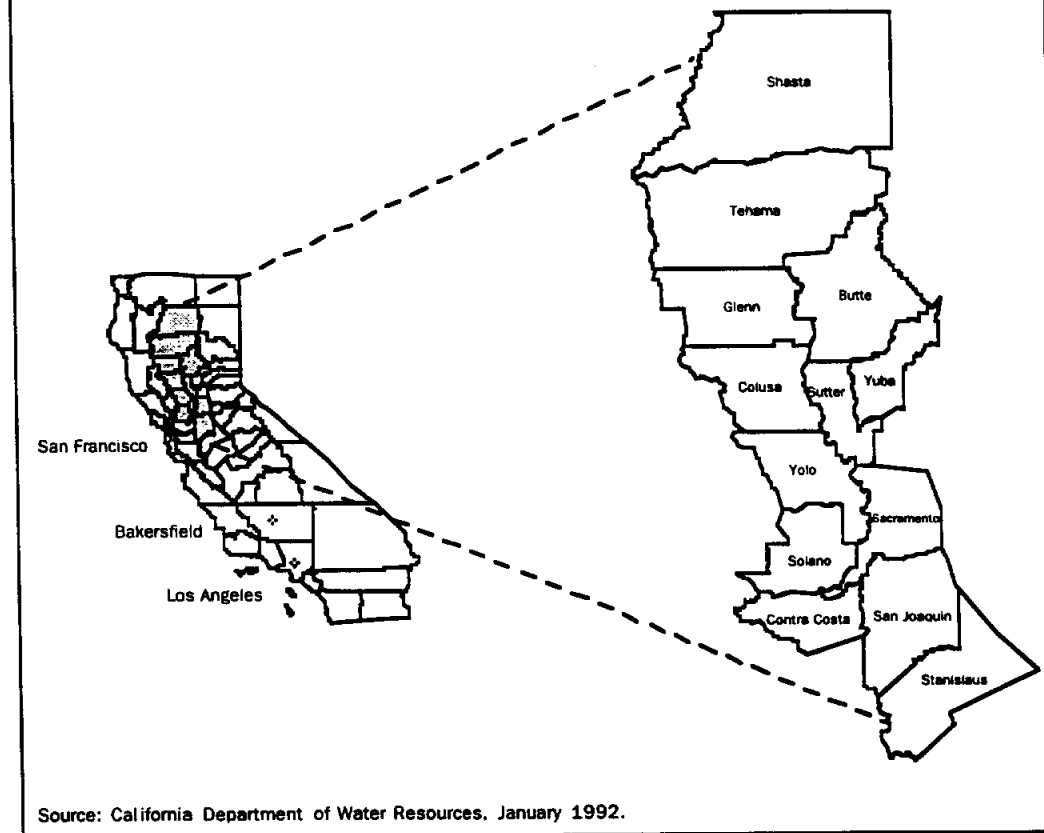 Shasta
Tehama
Glenn
Butte
Colusa
Sutter
Yuba
San Francisco
Yolo
Sacramento
Bakersfield
Solano
Los Angeles
Contra Costa
San Joaquin
Stanislaus
Source: California Department of Water Resources, January 1992.